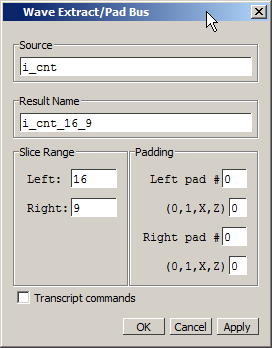 Wave Extract/Pad Bus
Source
i_cnt
Result Name
i_cnt_16_9
Slice Range
Left: 16
Right: 9
Padding
Left pad # 0
(0,1,X,Z) 0
Right pad # 0
(0,1,X,Z) 0
Transcript commands
OK Cancel Apply